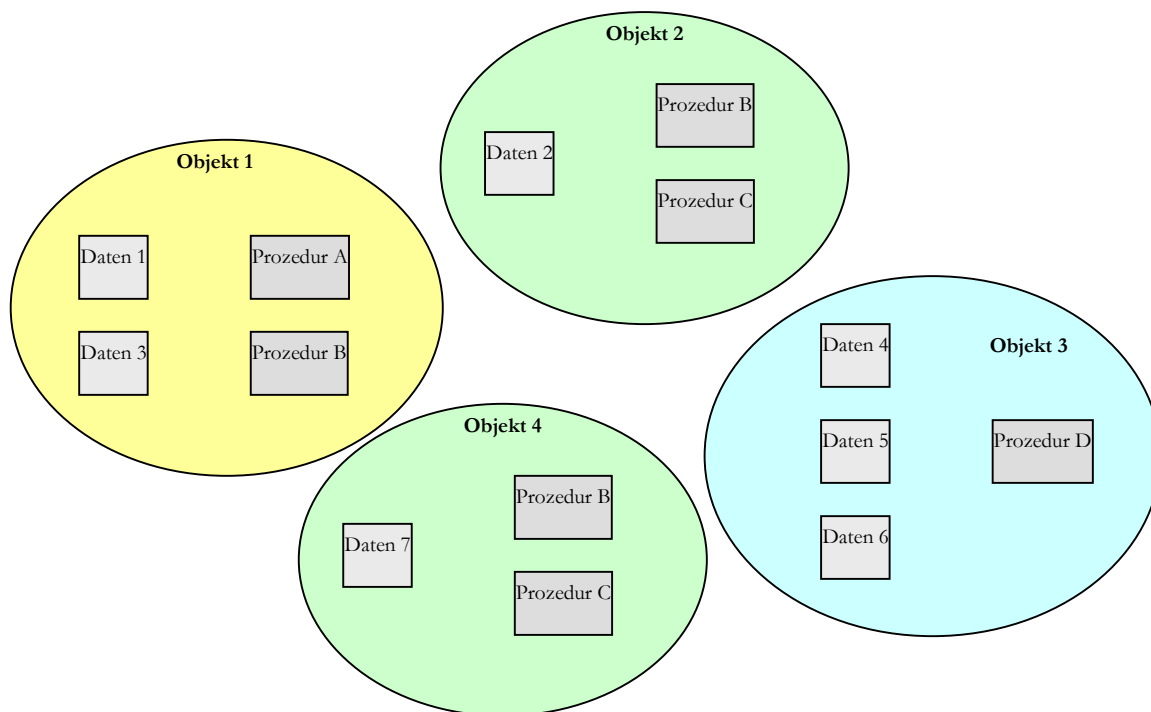 Objekt 1
Daten 1
Prozedur A
Daten 3
Prozedur B
Objekt 2
Daten 2
Prozedur B
Prozedur C
Objekt 3
Daten 4
Daten 5
Prozedur D
Daten 6
Objekt 4
Daten 7
Prozedur B
Prozedur C